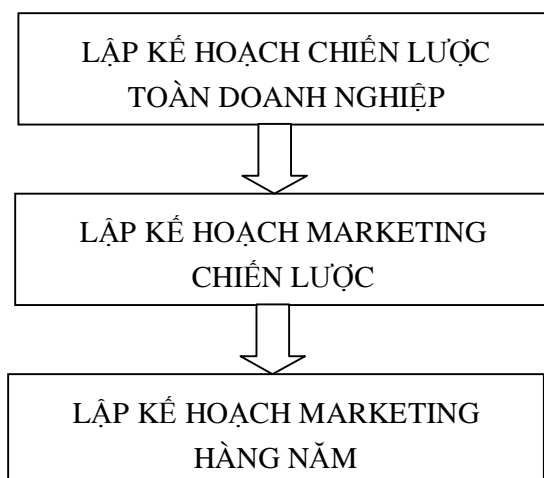 LẬP KẾ HOẠCH CHIẾN LƯỢC
TOÀN DOANH NGHIỆP
LẬP KẾ HOẠCH MARKETING
CHIẾN LƯỢC
LẬP KẾ HOẠCH MARKETING
HÀNG NĂM